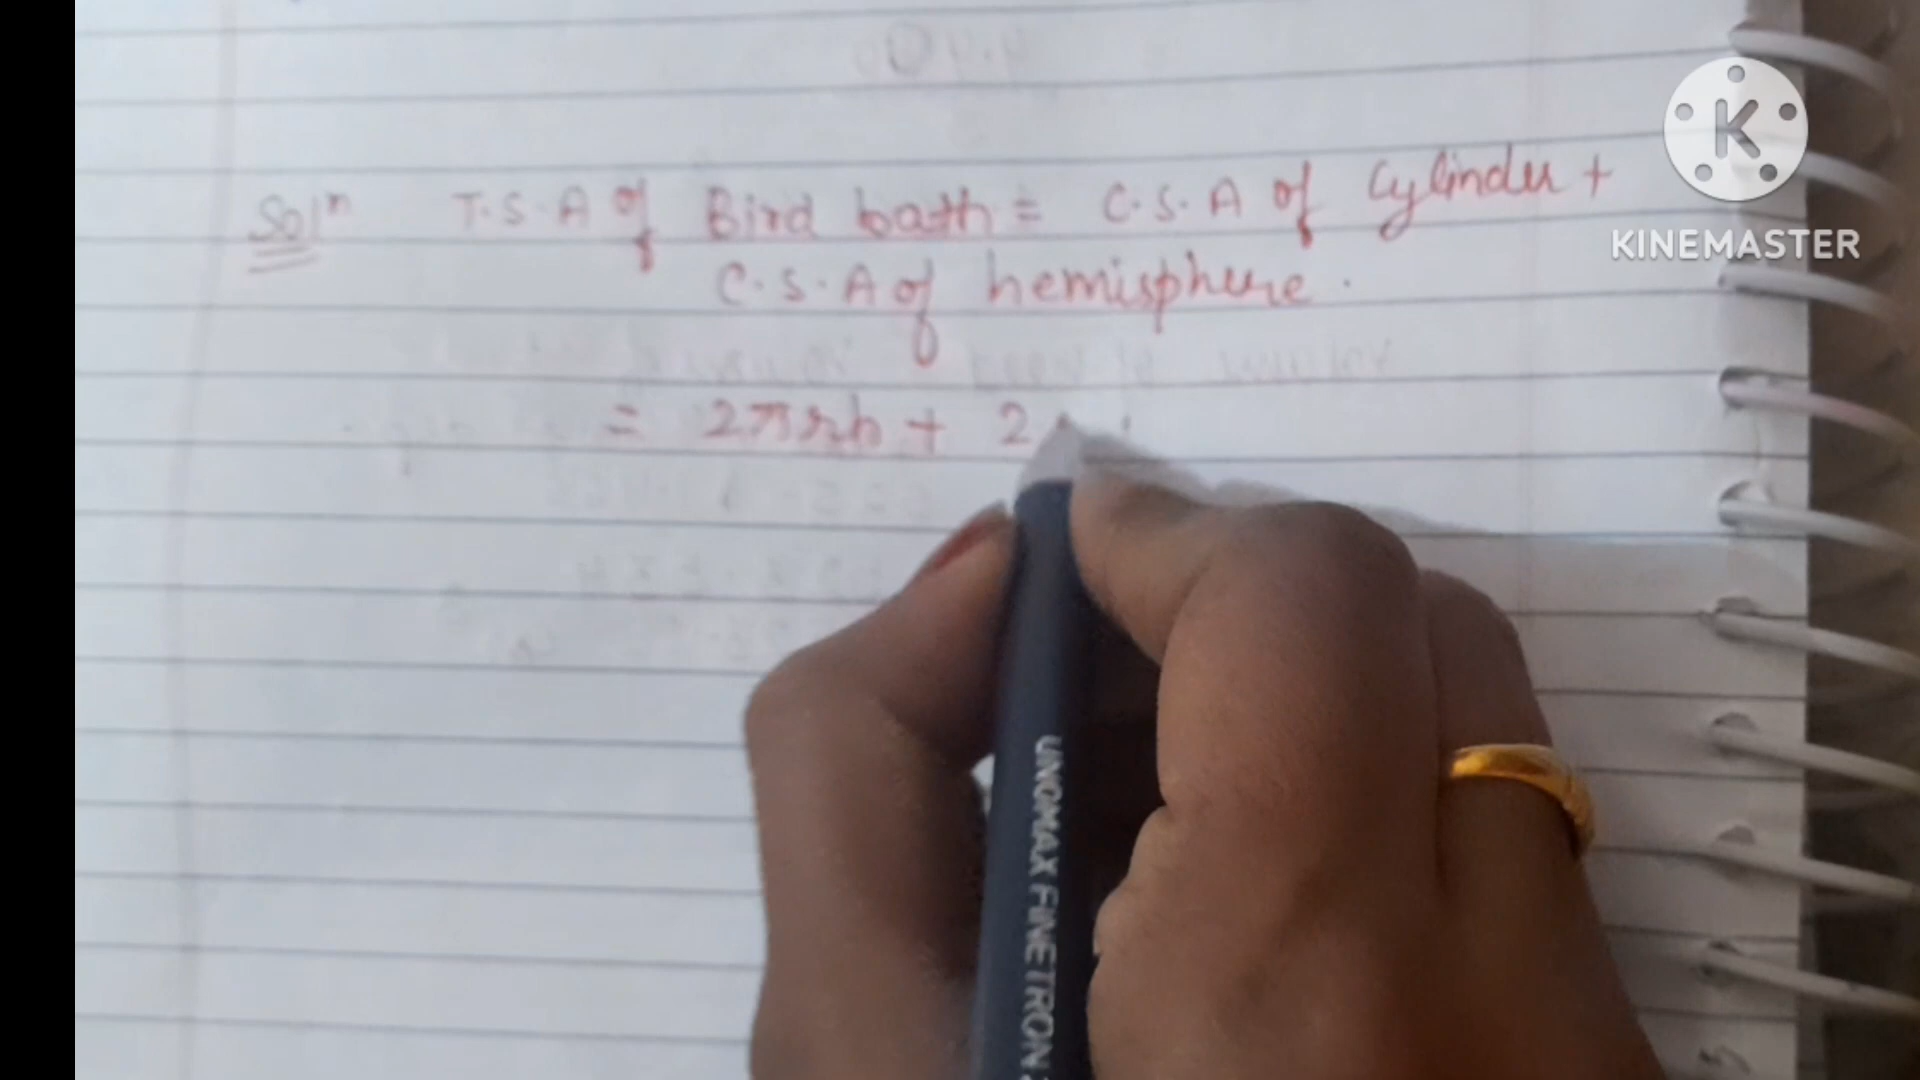 Solⁿ T.S.A of Bird bath = C.S.A of Cylinder +
C.S.A of hemisphere.
= 2πrh + 2
K
KINEMASTER
UNOMAX FINETRON